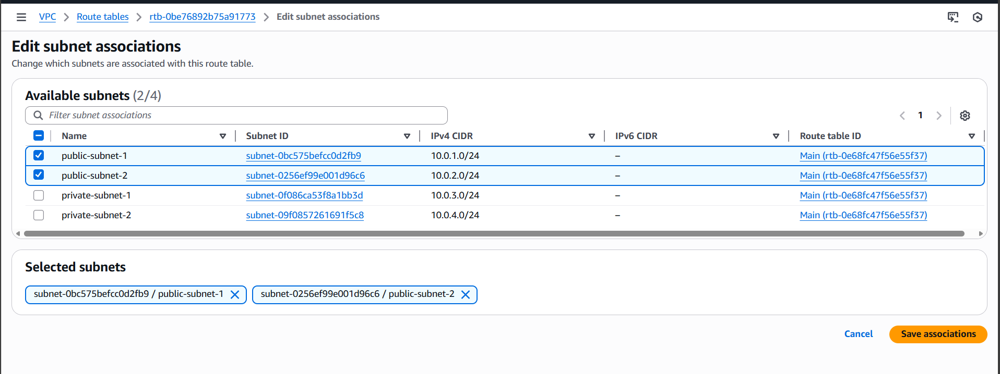 VPC > Route tables > rtb-0be76892b75a91773 > Edit subnet associations
Edit subnet associations
Change which subnets are associated with this route table.
Available subnets (2/4)
Filter subnet associations
1
Name Subnet ID IPv4 CIDR IPv6 CIDR Route table ID
public-subnet-1 subnet-0bc575befcc0d2fb9 10.0.1.0/24 – Main (rtb-0e68fc47f56e55f37)
public-subnet-2 subnet-0256ef99e001d96c6 10.0.2.0/24 – Main (rtb-0e68fc47f56e55f37)
private-subnet-1 subnet-0f086ca53f8a1bb3d 10.0.3.0/24 – Main (rtb-0e68fc47f56e55f37)
private-subnet-2 subnet-09f0857261691f5c8 10.0.4.0/24 – Main (rtb-0e68fc47f56e55f37)
Selected subnets
subnet-0bc575befcc0d2fb9 / public-subnet-1 subnet-0256ef99e001d96c6 / public-subnet-2
Cancel Save associations